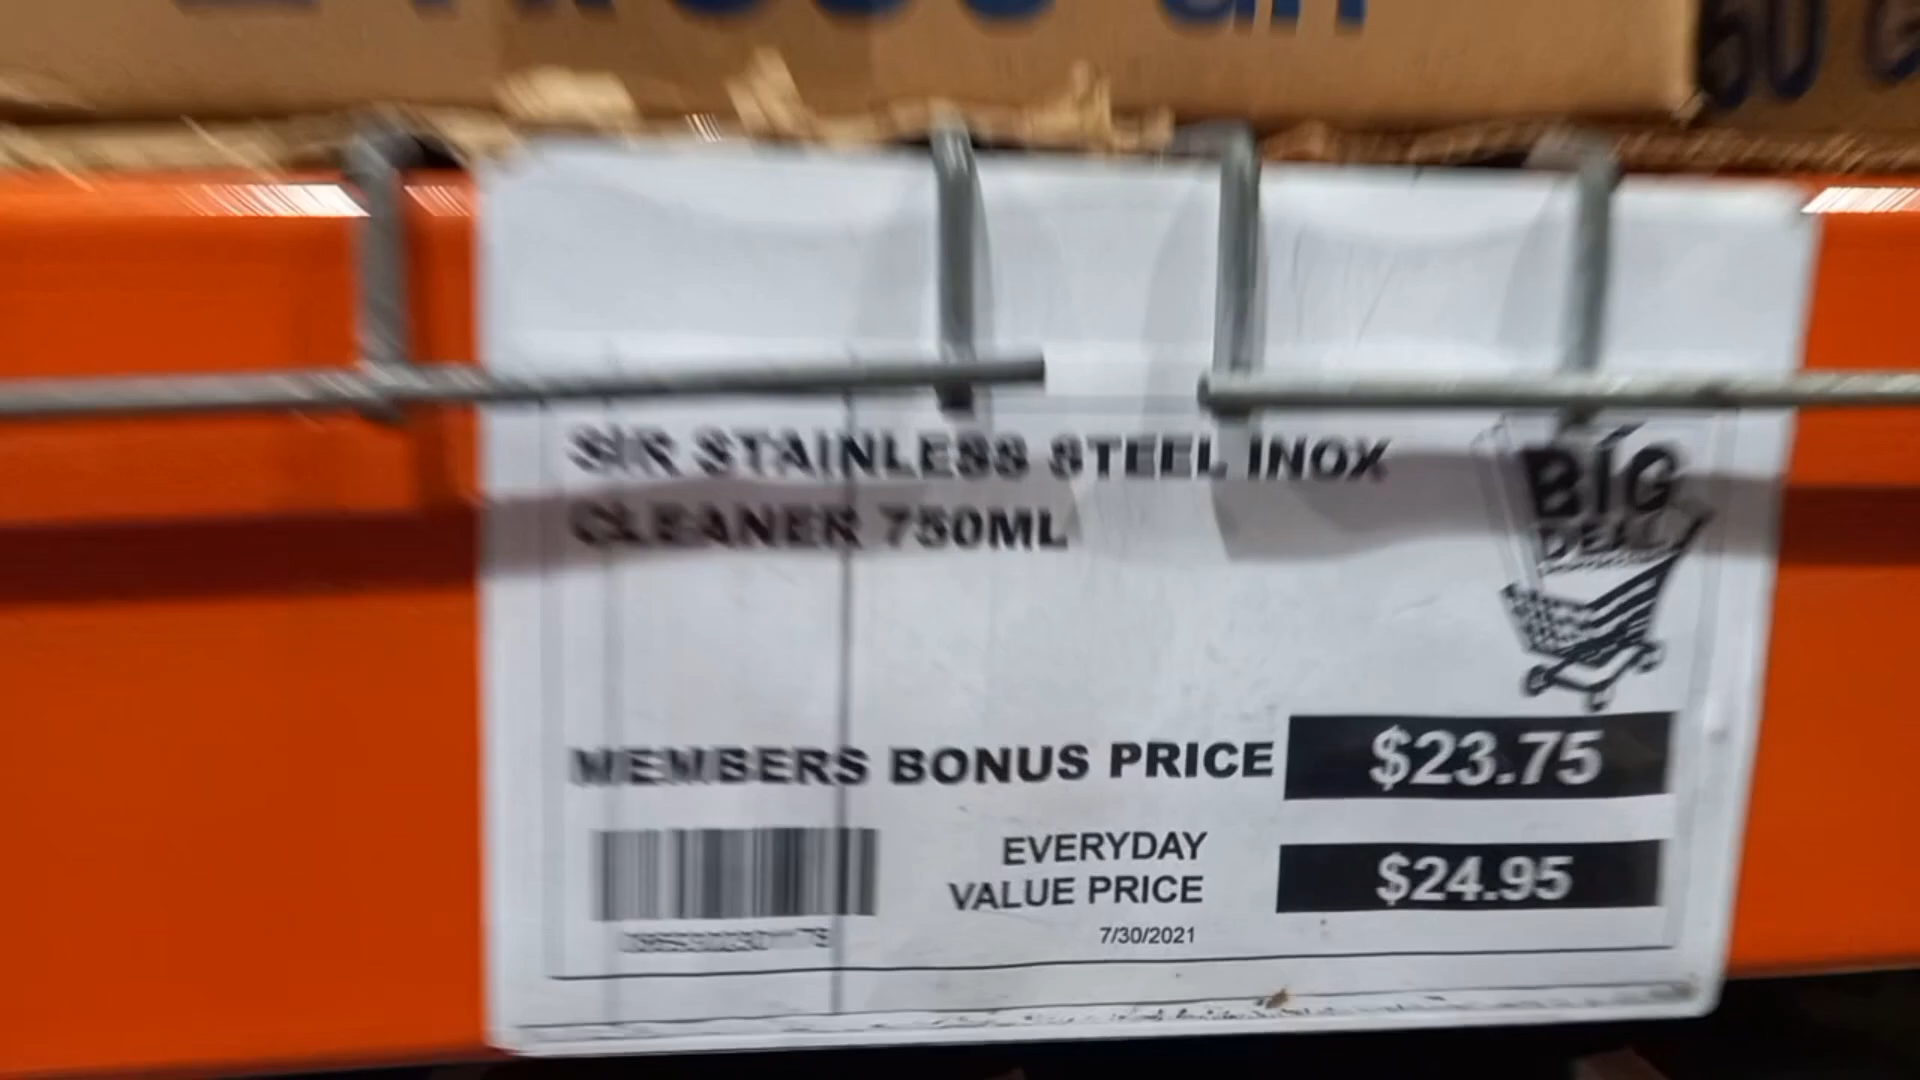 STAINLESS STEEL INOX
CLEANER 750ML
BIG
DEAL
MEMBERS BONUS PRICE $23.75
EVERYDAY
VALUE PRICE $24.95
7/30/2021